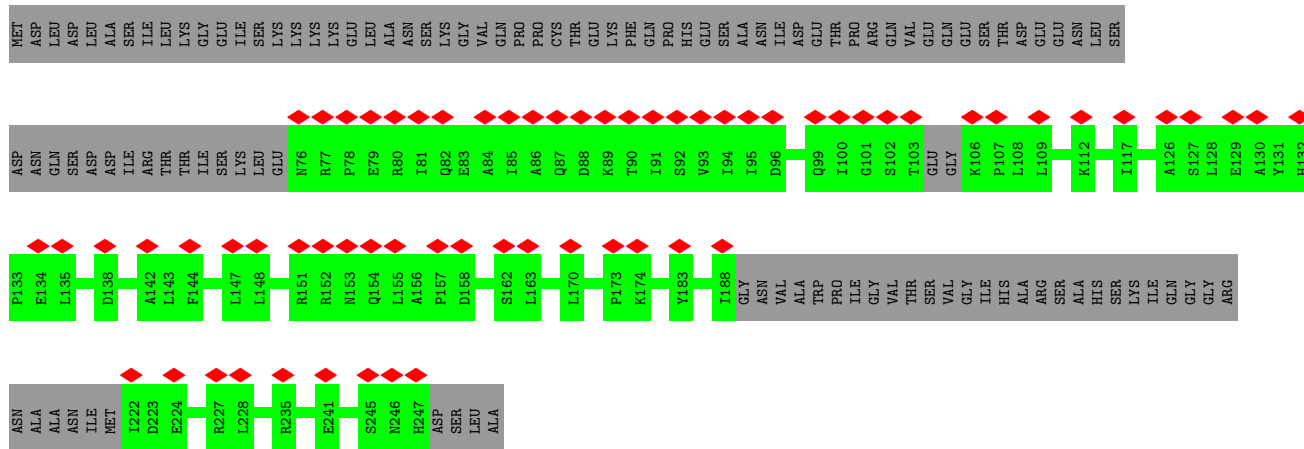 MET ASP LEU ASP LEU ALA SER ILE LEU LYS GLY GLU ILE SER LYS LYS LYS LYS GLU LEU ALA ASN SER LYS GLY VAL GLN PRO PRO CYS THR GLU LYS PHE GLN PRO HIS GLU SER ALA ASN ILE ASP GLU THR PRO ARG GLN VAL GLU GLN GLU SER THR ASP GLU GLU ASN LEU SER
ASP ASN GLN SER ASP ASP ILE ARG THR THR ILE SER LYS LEU GLU N76 R77 P78 E79 R80 I81 Q82 E83 A84 I85 A86 Q87 D88 K89 T90 I91 S92 V93 I94 I95 D96 Q99 I100 G101 S102 T103 GLU GLY K106 P107 L108 L109 K112 I117 A126 S127 L128 E129 A130 Y131 H132
P133 E134 L135 D138 A142 L143 F144 L147 L148 R151 R152 N153 Q154 L155 A156 P157 D158 S162 L163 L170 P173 K174 Y183 I188 GLY ASN VAL ALA TRP PRO ILE GLY VAL THR SER VAL GLY ILE HIS ALA ARG SER ALA HIS SER LYS ILE GLN GLY GLY ARG
ASN ALA ALA ASN ILE MET I222 D223 E224 R227 L228 R235 E241 S245 N246 H247 ASP SER LEU ALA